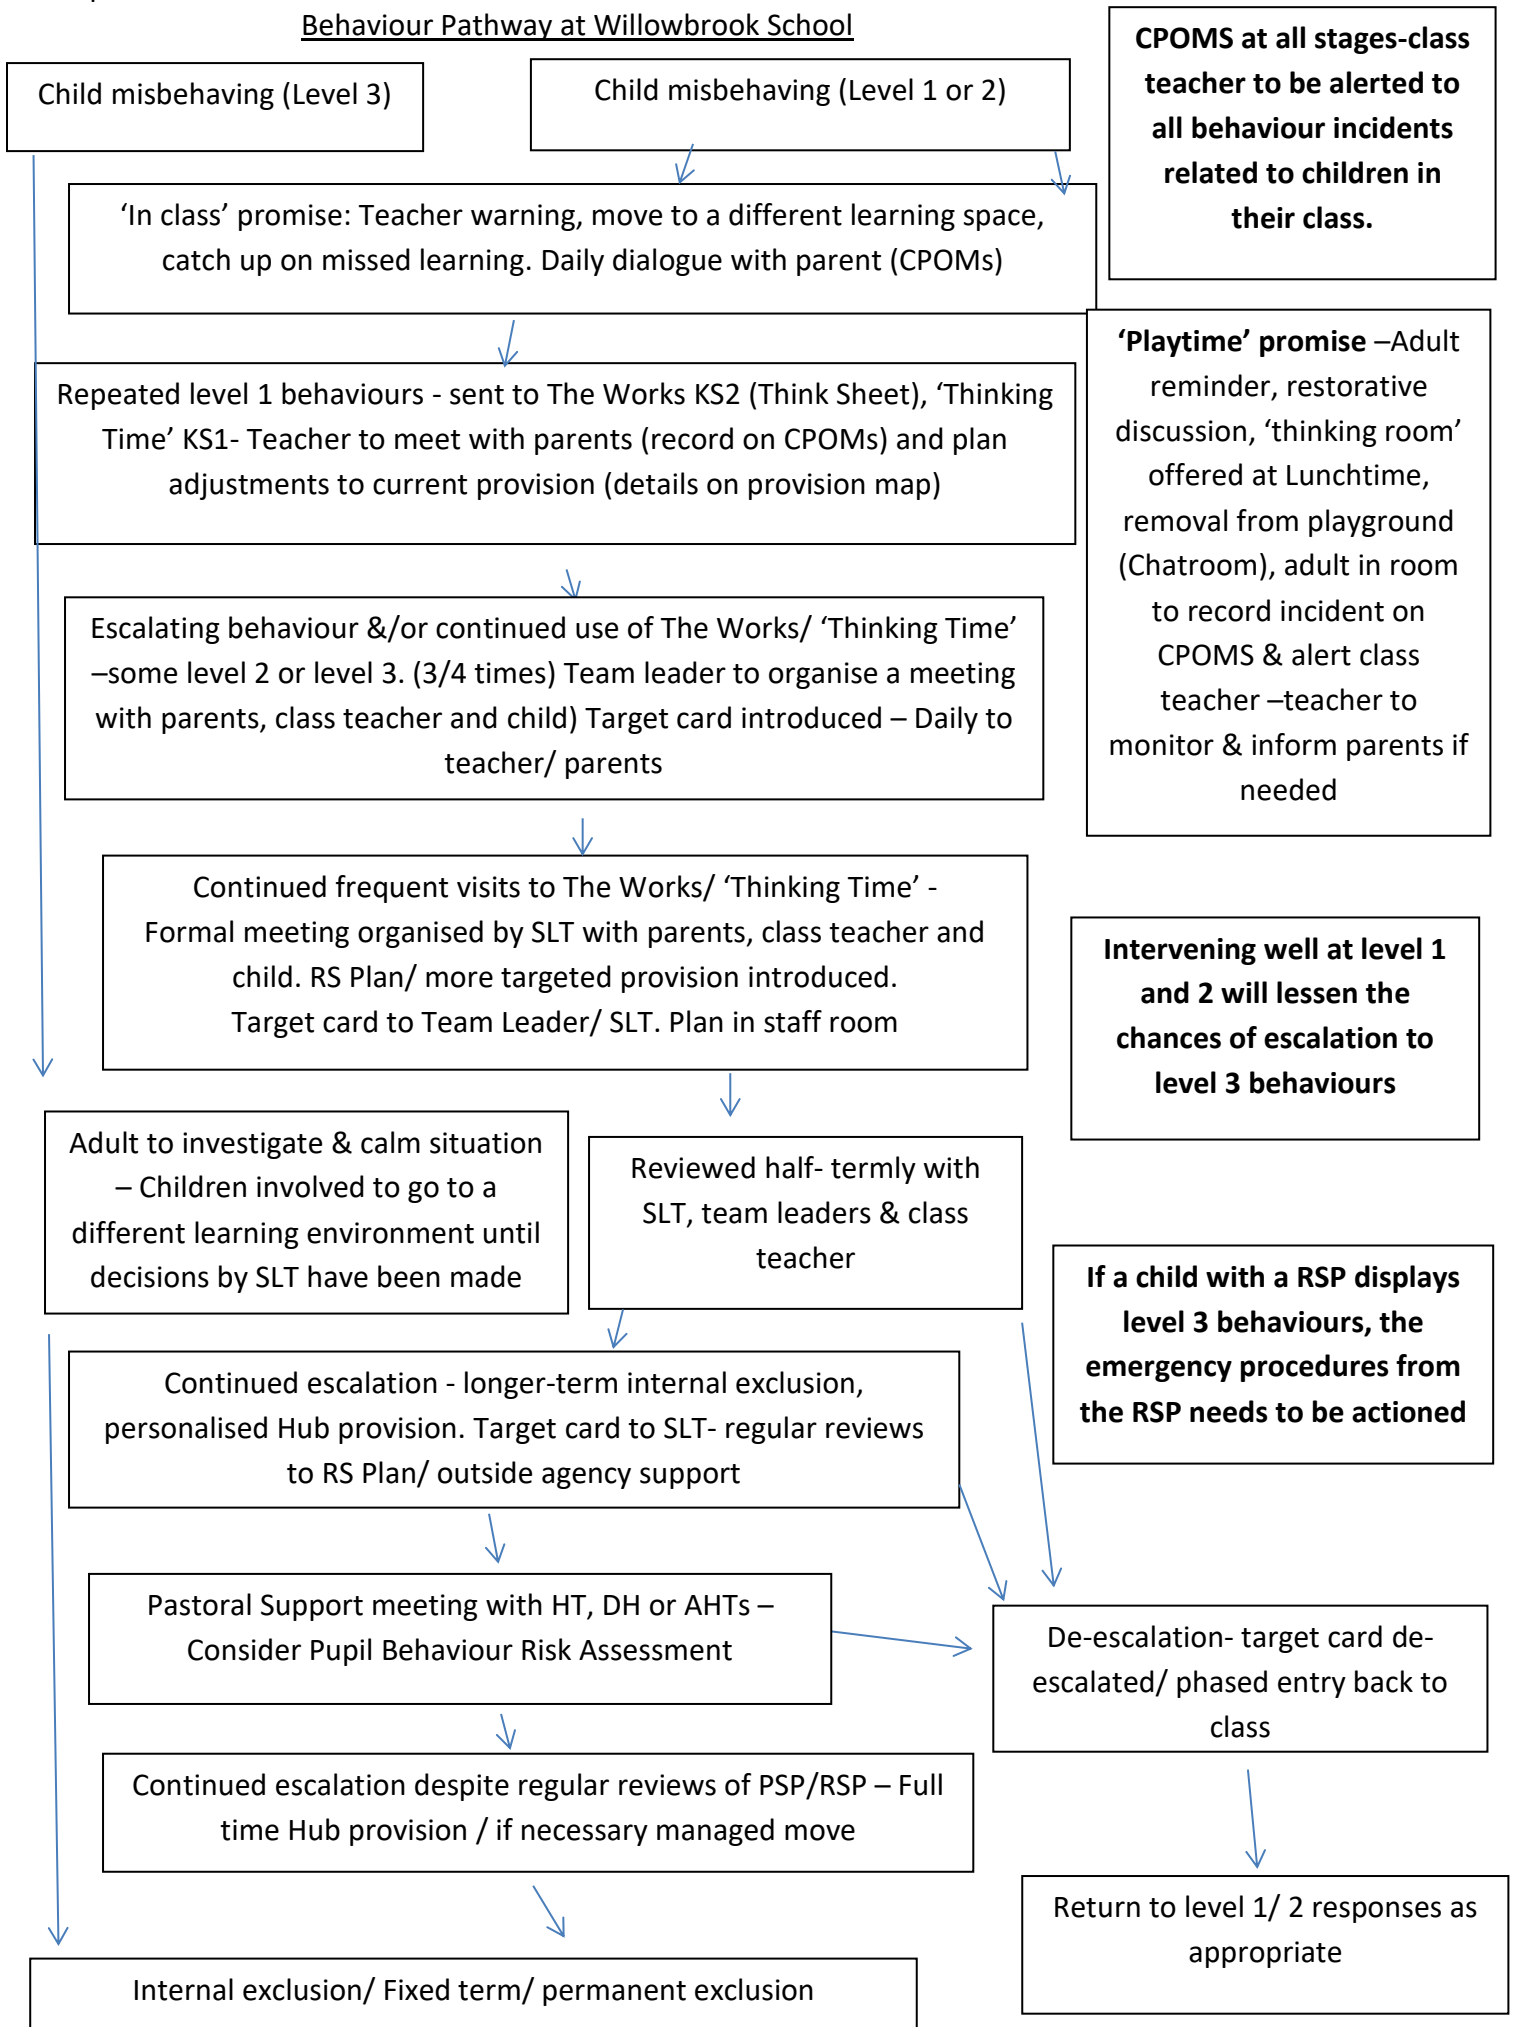 Behaviour Pathway at Willowbrook School
Child misbehaving (Level 3)
Child misbehaving (Level 1 or 2)
CPOMS at all stages-class
teacher to be alerted to
all behaviour incidents
related to children in
their class.
‘In class’ promise: Teacher warning, move to a different learning space,
catch up on missed learning. Daily dialogue with parent (CPOMs)
‘Playtime’ promise –Adult
reminder, restorative
discussion, ‘thinking room’
offered at Lunchtime,
removal from playground
(Chatroom), adult in room
to record incident on
CPOMS & alert class
teacher –teacher to
monitor & inform parents if
needed
Repeated level 1 behaviours - sent to The Works KS2 (Think Sheet), ‘Thinking
Time’ KS1- Teacher to meet with parents (record on CPOMs) and plan
adjustments to current provision (details on provision map)
Escalating behaviour &/or continued use of The Works/ ‘Thinking Time’
–some level 2 or level 3. (3/4 times) Team leader to organise a meeting
with parents, class teacher and child) Target card introduced – Daily to
teacher/ parents
Continued frequent visits to The Works/ ‘Thinking Time’ -
Formal meeting organised by SLT with parents, class teacher and
child. RS Plan/ more targeted provision introduced.
Target card to Team Leader/ SLT. Plan in staff room
Intervening well at level 1
and 2 will lessen the
chances of escalation to
level 3 behaviours
Adult to investigate & calm situation
– Children involved to go to a
different learning environment until
decisions by SLT have been made
Reviewed half- termly with
SLT, team leaders & class
teacher
If a child with a RSP displays
level 3 behaviours, the
emergency procedures from
the RSP needs to be actioned
Continued escalation - longer-term internal exclusion,
personalised Hub provision. Target card to SLT- regular reviews
to RS Plan/ outside agency support
Pastoral Support meeting with HT, DH or AHTs –
Consider Pupil Behaviour Risk Assessment
De-escalation- target card de-
escalated/ phased entry back to
class
Continued escalation despite regular reviews of PSP/RSP – Full
time Hub provision / if necessary managed move
Return to level 1/ 2 responses as
appropriate
Internal exclusion/ Fixed term/ permanent exclusion